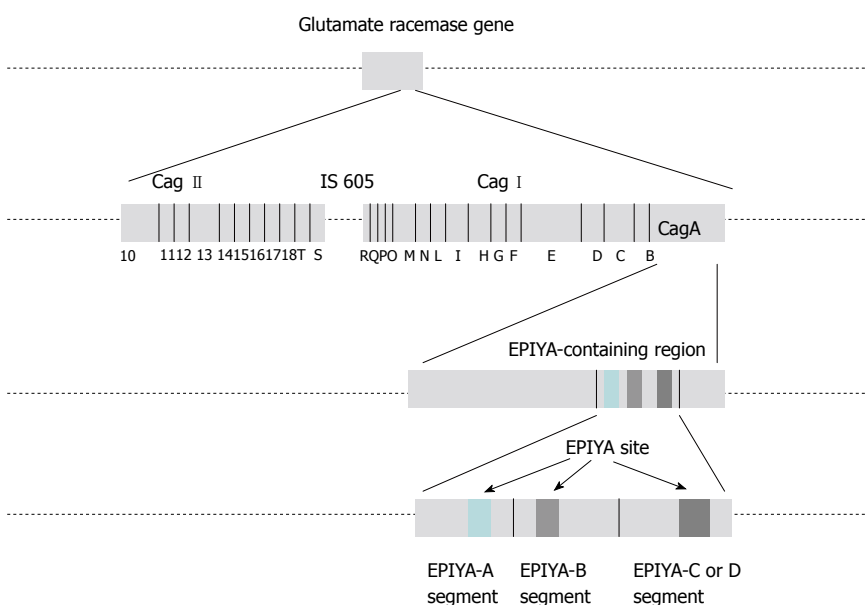 Glutamate racemase gene
Cag Ⅱ IS 605 Cag Ⅰ
CagA
10 11 12 13 14 15 16 17 18 T S R Q P O M N L I H G F E D C B
EPIYA-containing region
EPIYA site
EPIYA-A EPIYA-B EPIYA-C or D
segment segment segment